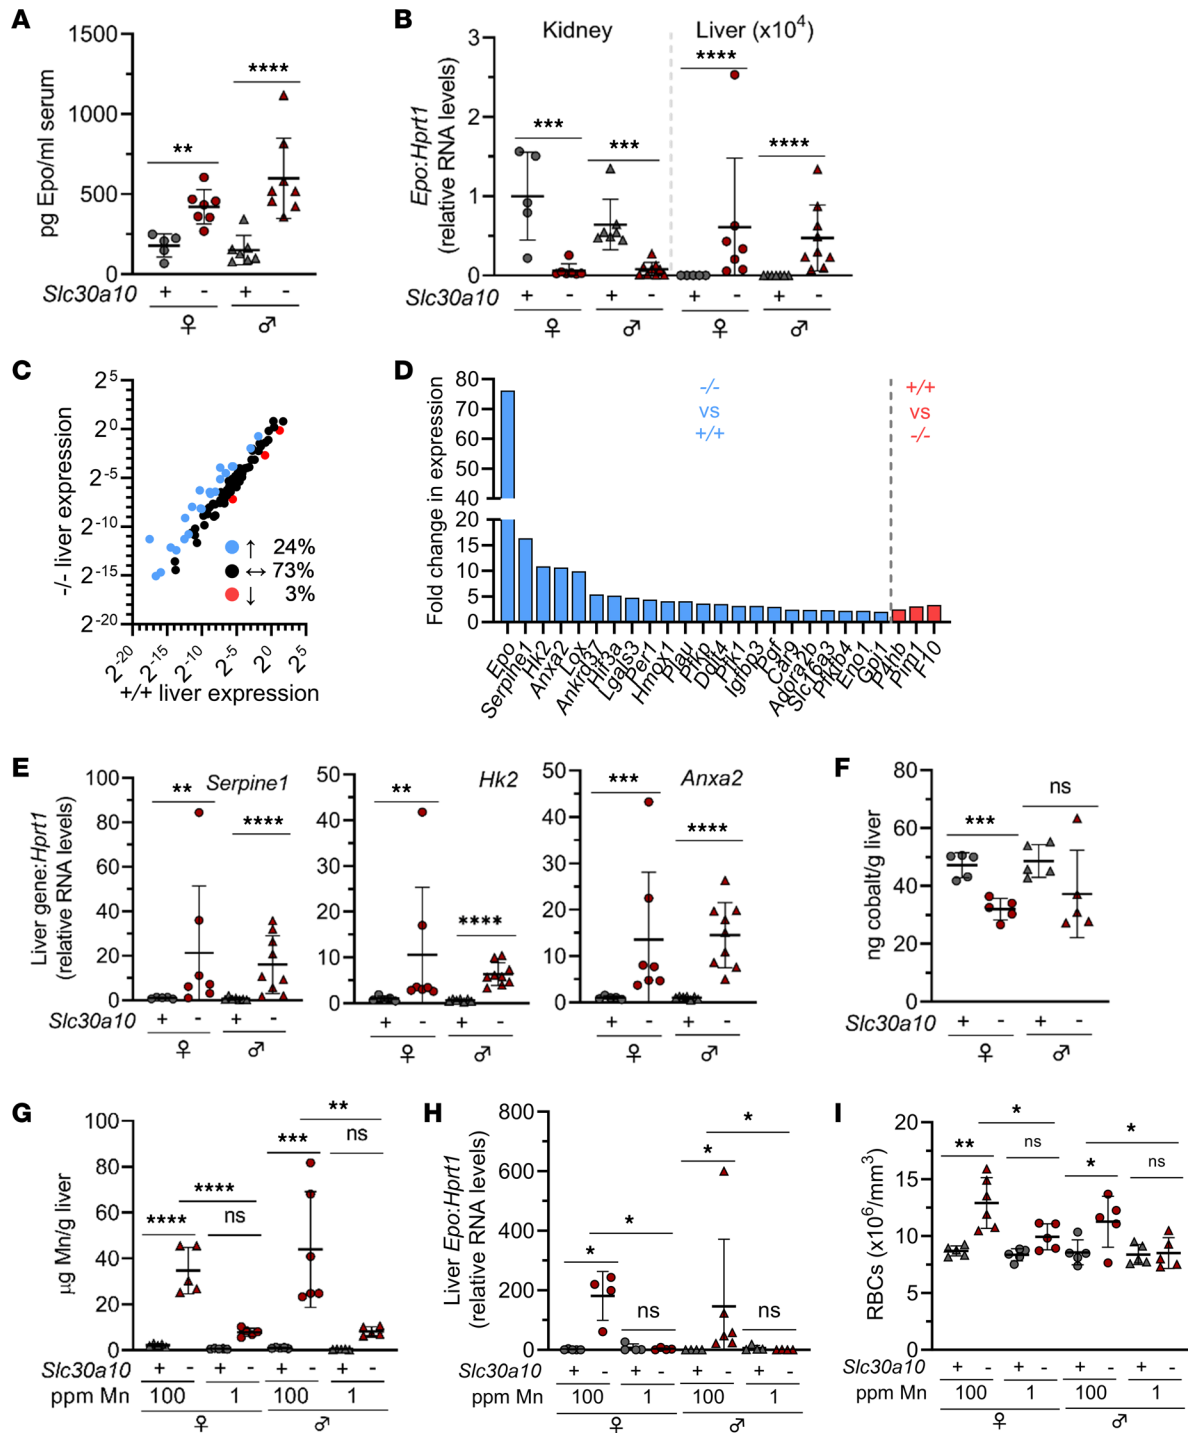 A
1500
1000
500
0
pg Epo/ml serum
**
****
Slc30a10
+ - + -
♀ ♂
B
Kidney
Liver (x10⁴)
3
2
1
0
Epo:Hprt1
(relative RNA levels)
***
***
****
****
Slc30a10
+ - + - + - + -
♀ ♂ ♀ ♂
C
2⁵
2⁰
2⁻⁵
2⁻¹⁰
2⁻¹⁵
2⁻²⁰
-/- liver expression
↑ 24%
↔ 73%
↓ 3%
2⁻²⁰ 2⁻¹⁵ 2⁻¹⁰ 2⁻⁵ 2⁰ 2⁵
+/+ liver expression
D
80
70
60
50
40
20
15
10
5
0
Fold change in expression
-/-
vs
+/+
+/+
vs
-/-
Epo
Serpine1
Hk2
Anxa2
Lox
Ankrd37
Hif3a
Lgals3
Per1
Hmox1
Plau
Pfkp
Ddit4
Pfk1
Igfbp3
Pgf
Car9
Adora2b
Slc16a3
Pfkfb4
Eno1
Gpi1
P4hb
Pim1
F10
E
Liver gene:Hprt1
(relative RNA levels)
100
80
60
40
20
0
Serpine1
**
****
50
40
30
20
10
0
Hk2
**
****
50
40
30
20
10
0
Anxa2
***
****
Slc30a10
+ - + - + - + - + - + -
♀ ♂ ♀ ♂ ♀ ♂
F
80
60
40
20
0
ng cobalt/g liver
***
ns
Slc30a10
+ - + -
♀ ♂
G
100
80
60
40
20
0
µg Mn/g liver
****
****
ns
***
**
ns
Slc30a10
+ - + - + - + -
ppm Mn
100 1 100 1
♀ ♂
H
800
600
400
200
0
Liver Epo:Hprt1
(relative RNA levels)
*
*
ns
*
*
ns
Slc30a10
+ - + - + - + -
ppm Mn
100 1 100 1
♀ ♂
I
20
15
10
5
0
RBCs (x10⁶/mm³)
**
*
ns
*
*
ns
Slc30a10
+ - + - + - + -
ppm Mn
100 1 100 1
♀ ♂